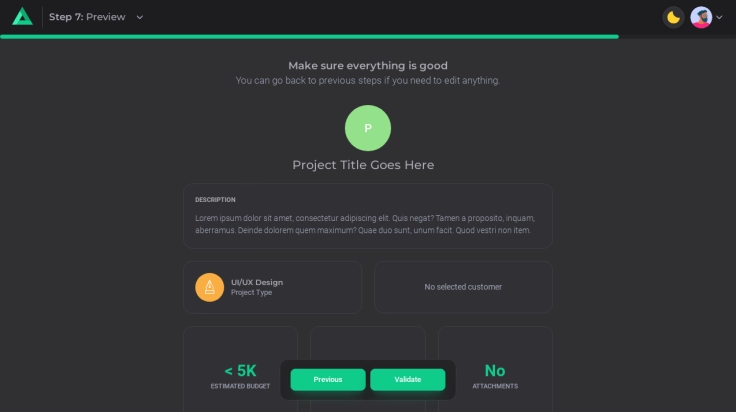 Step 7: Preview
Make sure everything is good
You can go back to previous steps if you need to edit anything.
P
Project Title Goes Here
DESCRIPTION
Lorem ipsum dolor sit amet, consectetur adipiscing elit. Quis negat? Tamen a proposito, inquam,
aberramus. Deinde dolorem quem maximum? Quae duo sunt, unum facit. Quod vestri non item.
UI/UX Design
Project Type
No selected customer
< 5K
ESTIMATED BUDGET
Previous
Validate
No
ATTACHMENTS